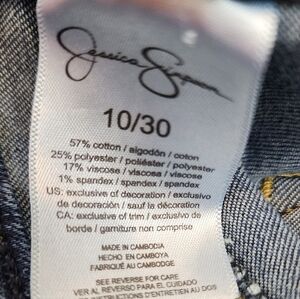 Jessica Simpson
10/30
57% cotton / algodón / coton
25% polyester / poliéster / polyester
17% viscose / viscosa / viscose
1% spandex / spandex / spandex
US: exclusive of decoration / exclusivo de
decoración / sauf la décoration
CA: exclusive of trim / exclusivo de
borde / garniture non comprise
MADE IN CAMBODIA
HECHO EN CAMBOYA
FABRIQUÉ AU CAMBODGE
SEE REVERSE FOR CARE
VER AL REVERSO PARA EL CUIDADO
INSTRUCTIONS D'ENTRETIEN AU DOS